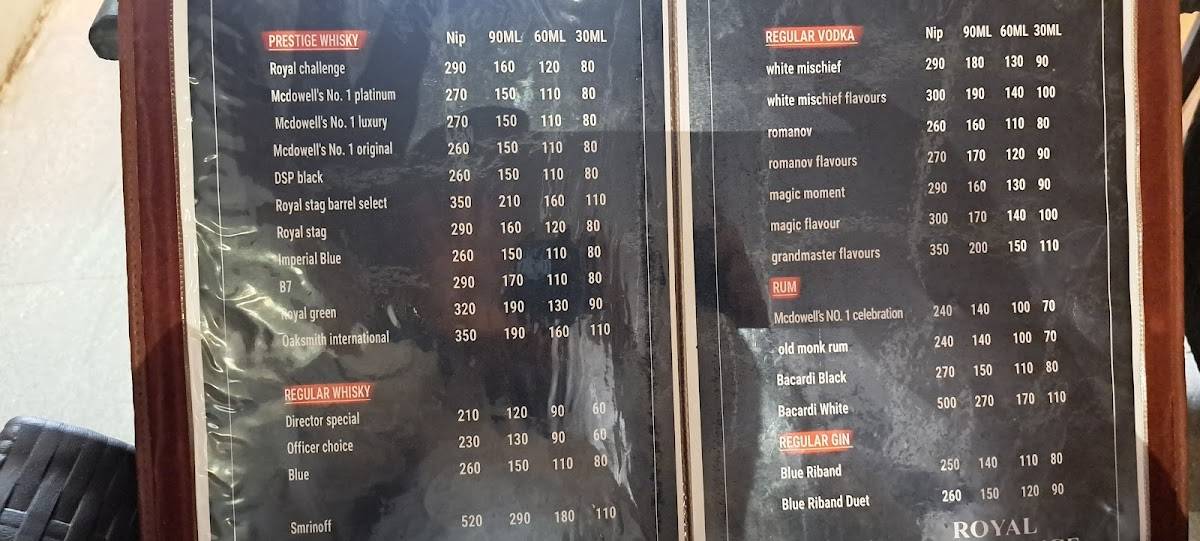 PRESTIGE WHISKY Nip 90ML 60ML 30ML
Royal challenge 290 160 120 80
Mcdowell's No. 1 platinum 270 150 110 80
Mcdowell's No. 1 luxury 270 150 110 80
Mcdowell's No. 1 original 260 150 110 80
DSP black 260 150 110 80
Royal stag barrel select 350 210 160 110
Royal stag 290 160 120 80
Imperial Blue 260 150 110 80
B7 290 170 110 80
Royal green 320 190 130 90
Oaksmith international 350 190 160 110
REGULAR WHISKY
Director special 210 120 90 60
Officer choice 230 130 90 60
Blue 260 150 110 80
Smrinoff 520 290 180 110
REGULAR VODKA Nip 90ML 60ML 30ML
white mischief 290 180 130 90
white mischief flavours 300 190 140 100
romanov 260 160 110 80
romanov flavours 270 170 120 90
magic moment 290 160 130 90
magic flavour 300 170 140 100
grandmaster flavours 350 200 150 110
RUM
Mcdowell's NO. 1 celebration 240 140 100 70
old monk rum 240 140 100 70
Bacardi Black 270 150 110 80
Bacardi White 500 270 170 110
REGULAR GIN
Blue Riband 250 140 110 80
Blue Riband Duet 260 150 120 90
ROYAL